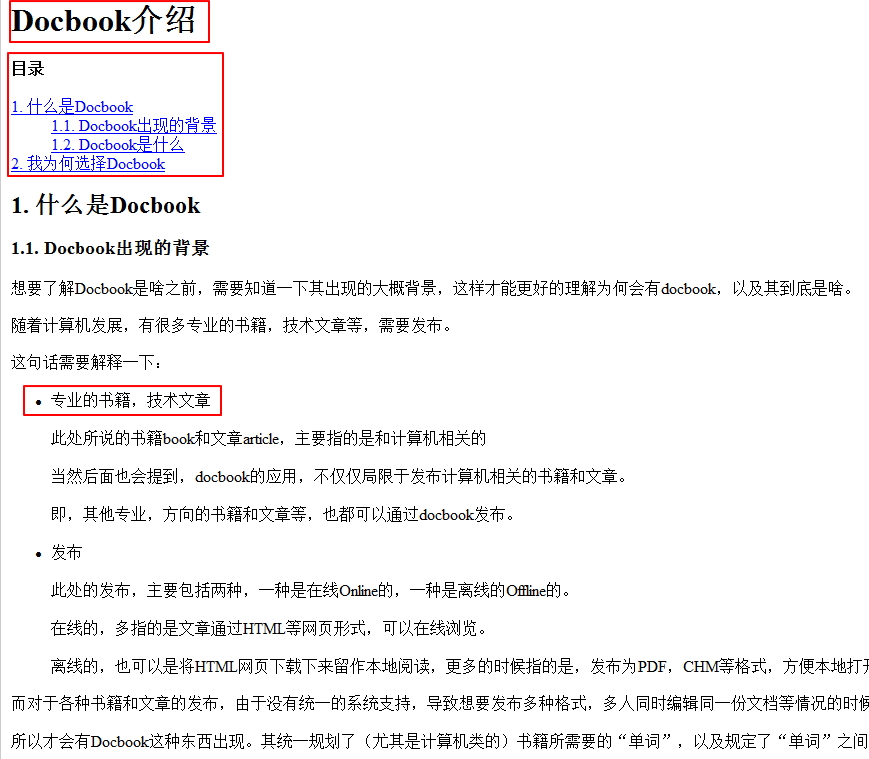 Docbook介绍
目录
1. 什么是Docbook
1.1. Docbook出现的背景
1.2. Docbook是什么
2. 我为何选择Docbook
1. 什么是Docbook
1.1. Docbook出现的背景
想要了解Docbook是啥之前，需要知道一下其出现的大概背景，这样才能更好的理解为何会有docbook，以及其到底是啥。
随着计算机发展，有很多专业的书籍，技术文章等，需要发布。
这句话需要解释一下：
• 专业的书籍，技术文章
此处所说的书籍book和文章article，主要指的是和计算机相关的
当然后面也会提到，docbook的应用，不仅仅局限于发布计算机相关的书籍和文章。
即，其他专业，方向的书籍和文章等，也都可以通过docbook发布。
• 发布
此处的发布，主要包括两种，一种是在线Online的，一种是离线的Offline的。
在线的，多指的是文章通过HTML等网页形式，可以在线浏览。
离线的，也可以是将HTML网页下载下来留作本地阅读，更多的时候指的是，发布为PDF，CHM等格式，方便本地打开
而对于各种书籍和文章的发布，由于没有统一的系统支持，导致想要发布多种格式，多人同时编辑同一份文档等情况的时候
所以才会有Docbook这种东西出现。其统一规划了（尤其是计算机类的）书籍所需要的“单词”，以及规定了“单词”之间